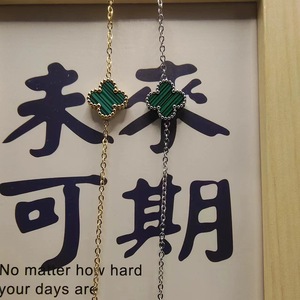 未来
可期
No matter how hard
your days are